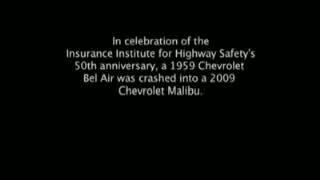 In celebration of the
Insurance Institute for Highway Safety's
50th anniversary, a 1959 Chevrolet
Bel Air was crashed into a 2009
Chevrolet Malibu.